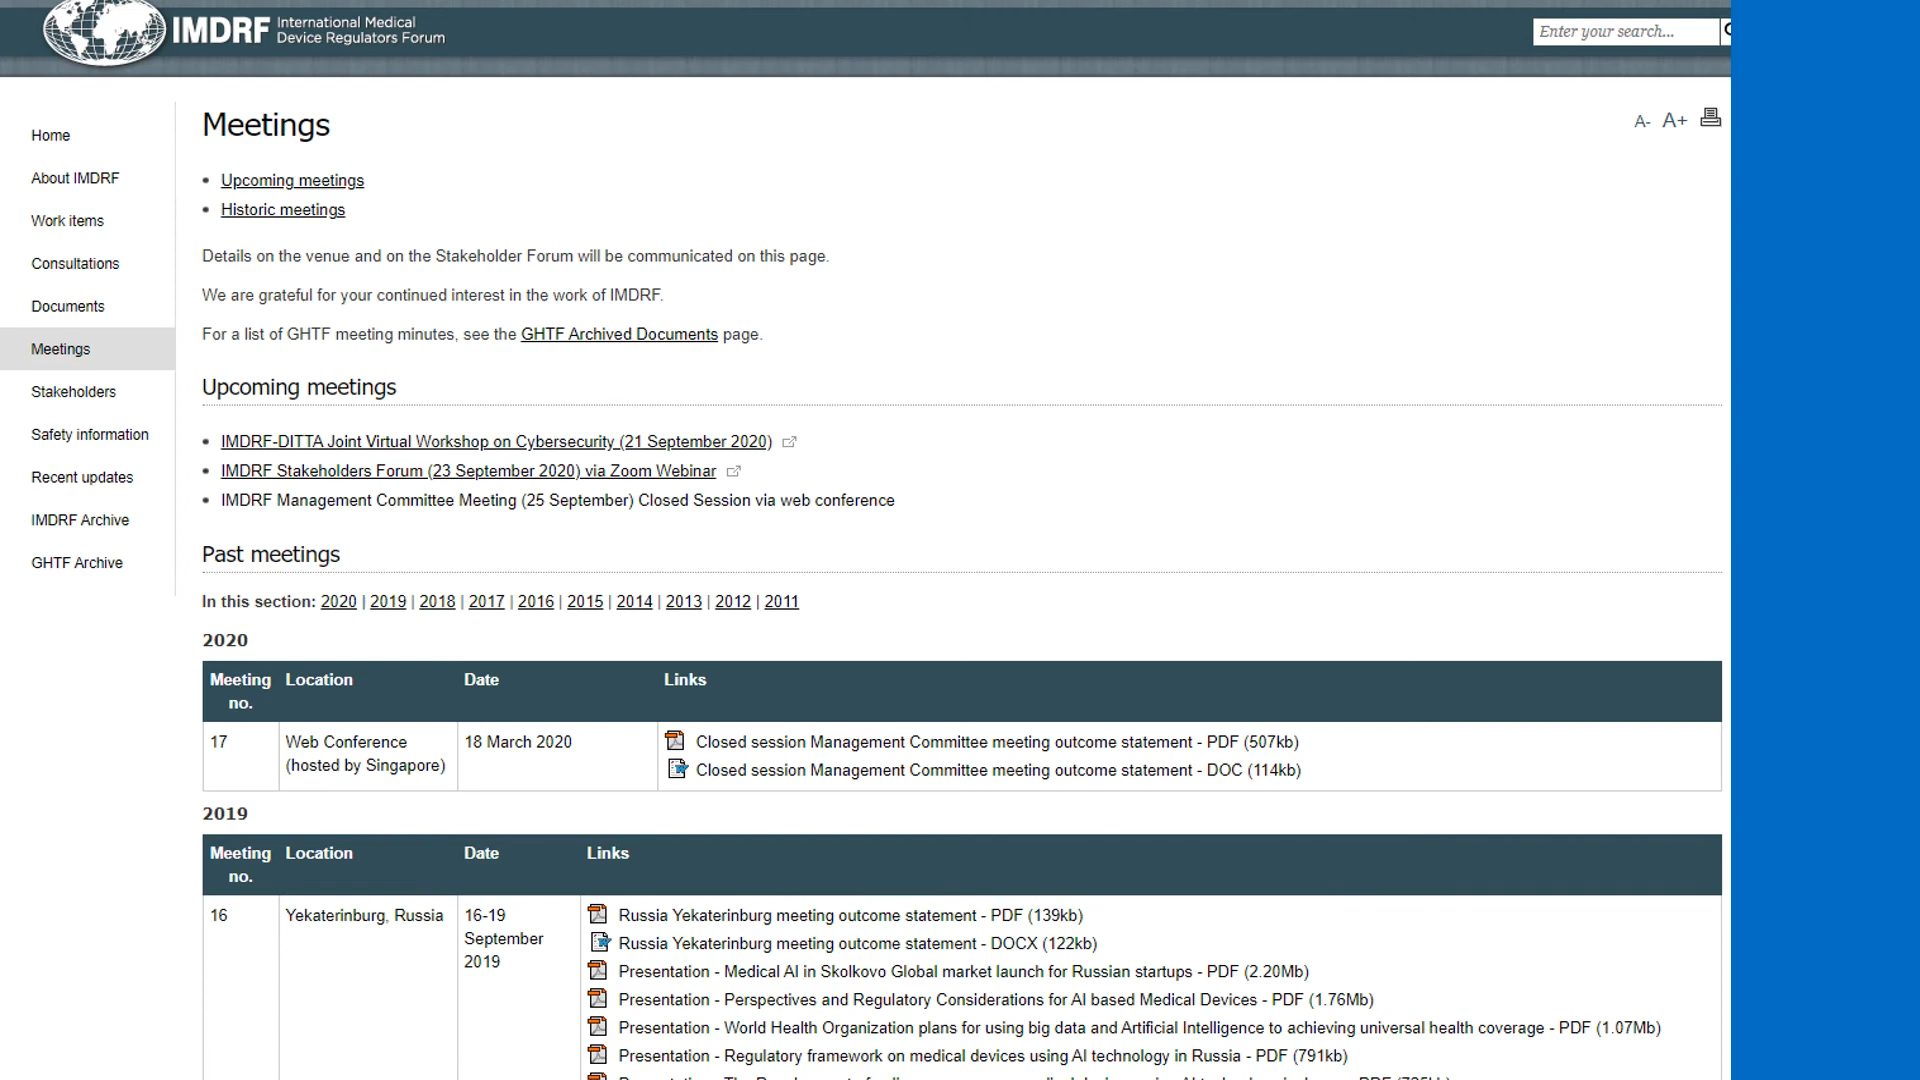 IMDRF International Medical
Device Regulators Forum
Enter your search...
Home
About IMDRF
Work items
Consultations
Documents
Meetings
Stakeholders
Safety information
Recent updates
IMDRF Archive
GHTF Archive
Meetings
A- A+
Upcoming meetings
Historic meetings
Details on the venue and on the Stakeholder Forum will be communicated on this page.
We are grateful for your continued interest in the work of IMDRF.
For a list of GHTF meeting minutes, see the GHTF Archived Documents page.
Upcoming meetings
IMDRF-DITTA Joint Virtual Workshop on Cybersecurity (21 September 2020)
IMDRF Stakeholders Forum (23 September 2020) via Zoom Webinar
IMDRF Management Committee Meeting (25 September) Closed Session via web conference
Past meetings
In this section: 2020 | 2019 | 2018 | 2017 | 2016 | 2015 | 2014 | 2013 | 2012 | 2011
2020
Meeting no. Location Date Links
17 Web Conference (hosted by Singapore) 18 March 2020
Closed session Management Committee meeting outcome statement - PDF (507kb)
Closed session Management Committee meeting outcome statement - DOC (114kb)
2019
Meeting no. Location Date Links
16 Yekaterinburg, Russia 16-19 September 2019
Russia Yekaterinburg meeting outcome statement - PDF (139kb)
Russia Yekaterinburg meeting outcome statement - DOCX (122kb)
Presentation - Medical AI in Skolkovo Global market launch for Russian startups - PDF (2.20Mb)
Presentation - Perspectives and Regulatory Considerations for AI based Medical Devices - PDF (1.76Mb)
Presentation - World Health Organization plans for using big data and Artificial Intelligence to achieving universal health coverage - PDF (1.07Mb)
Presentation - Regulatory framework on medical devices using AI technology in Russia - PDF (791kb)